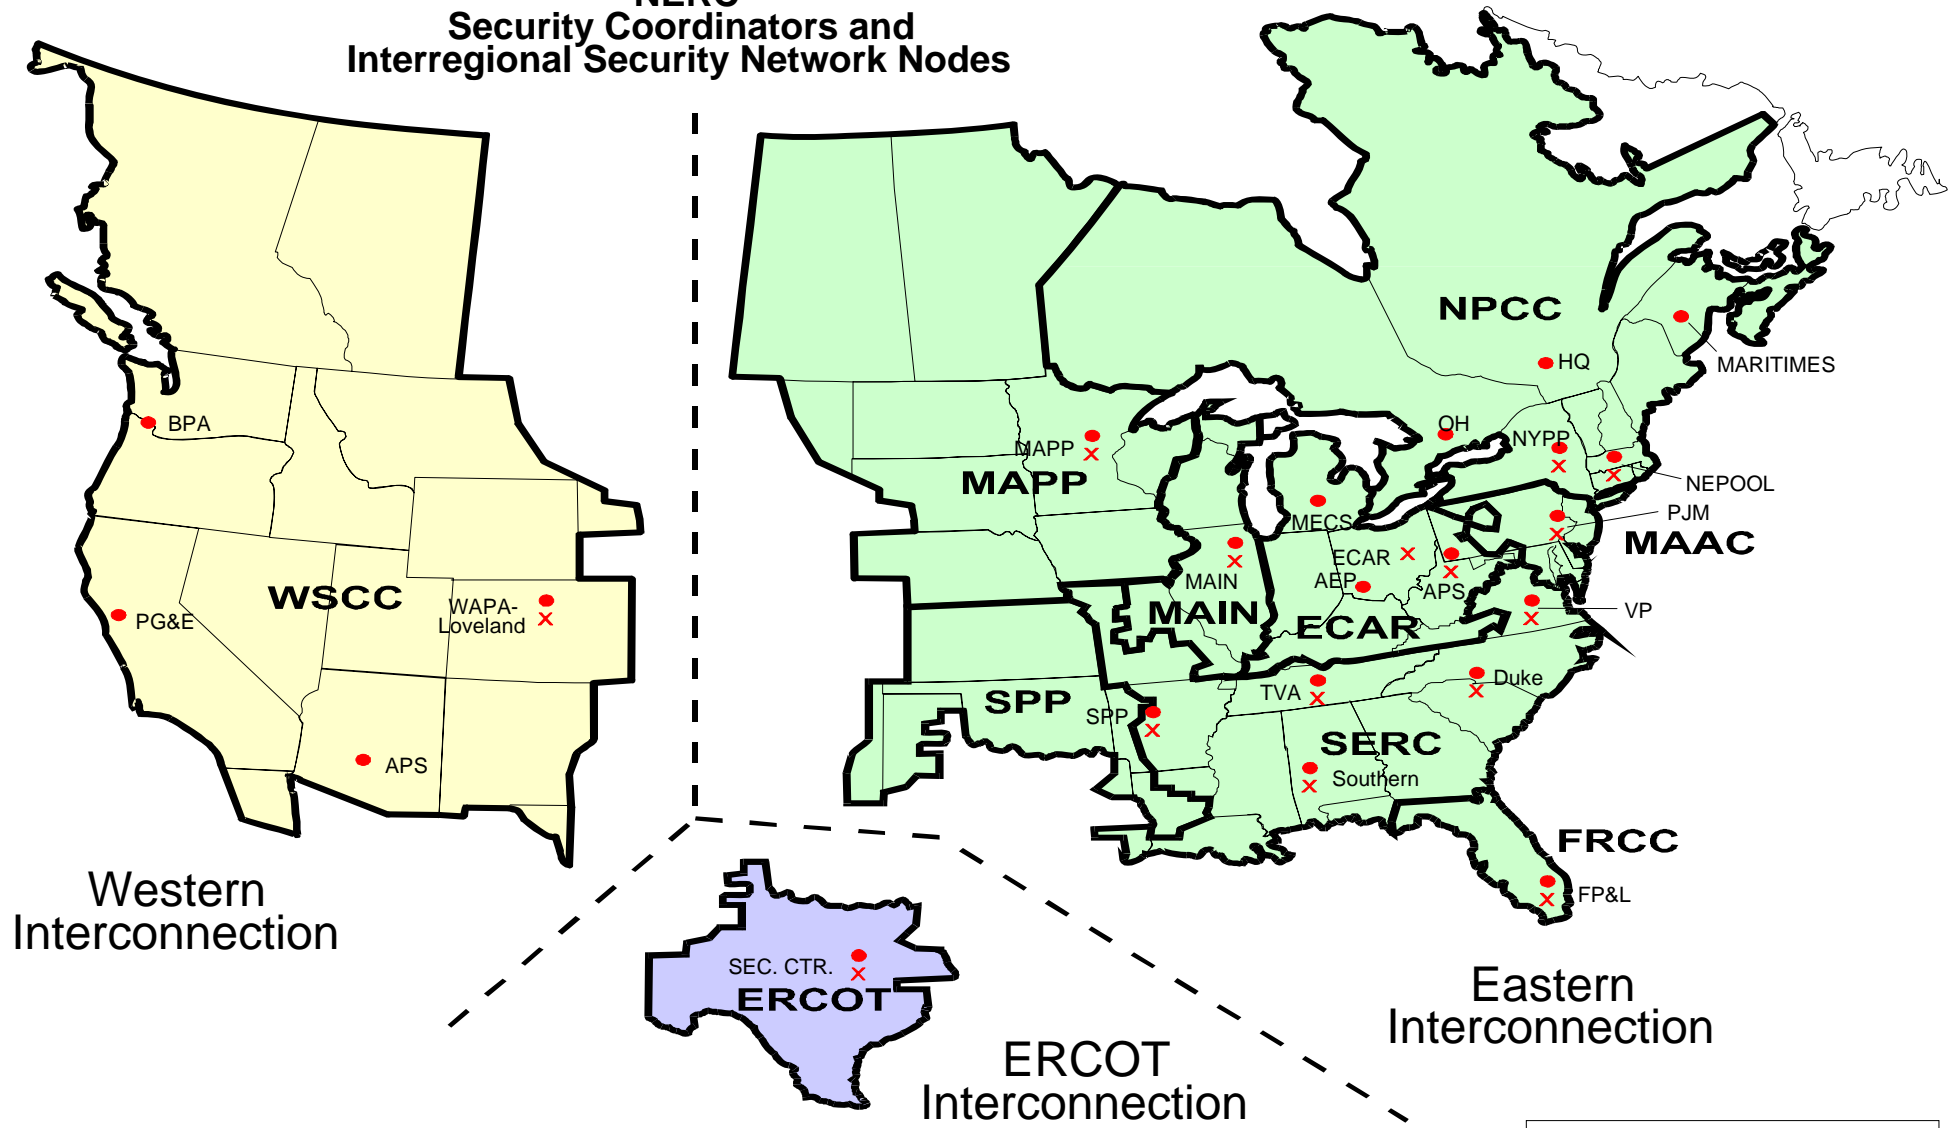 NERC
Security Coordinators and
Interregional Security Network Nodes
NPCC
HQ
MARITIMES
BPA
OH
NYPP
MAPP
MAPP
NEPOOL
PJM
MAAC
MECS
ECAR
AEP
APS
MAIN
MAIN
ECAR
VP
WSCC
WAPA-
Loveland
PG&E
TVA
Duke
SPP
SPP
SERC
Southern
APS
FRCC
FP&L
Western
Interconnection
SEC. CTR.
ERCOT
Eastern
Interconnection
ERCOT
Interconnection